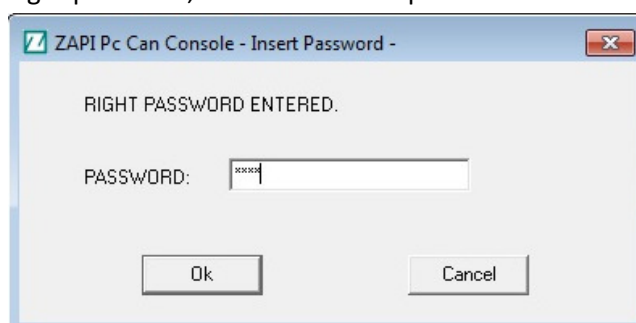 ZAPI Pc Can Console - Insert Password -
RIGHT PASSWORD ENTERED.
PASSWORD: ****
Ok Cancel